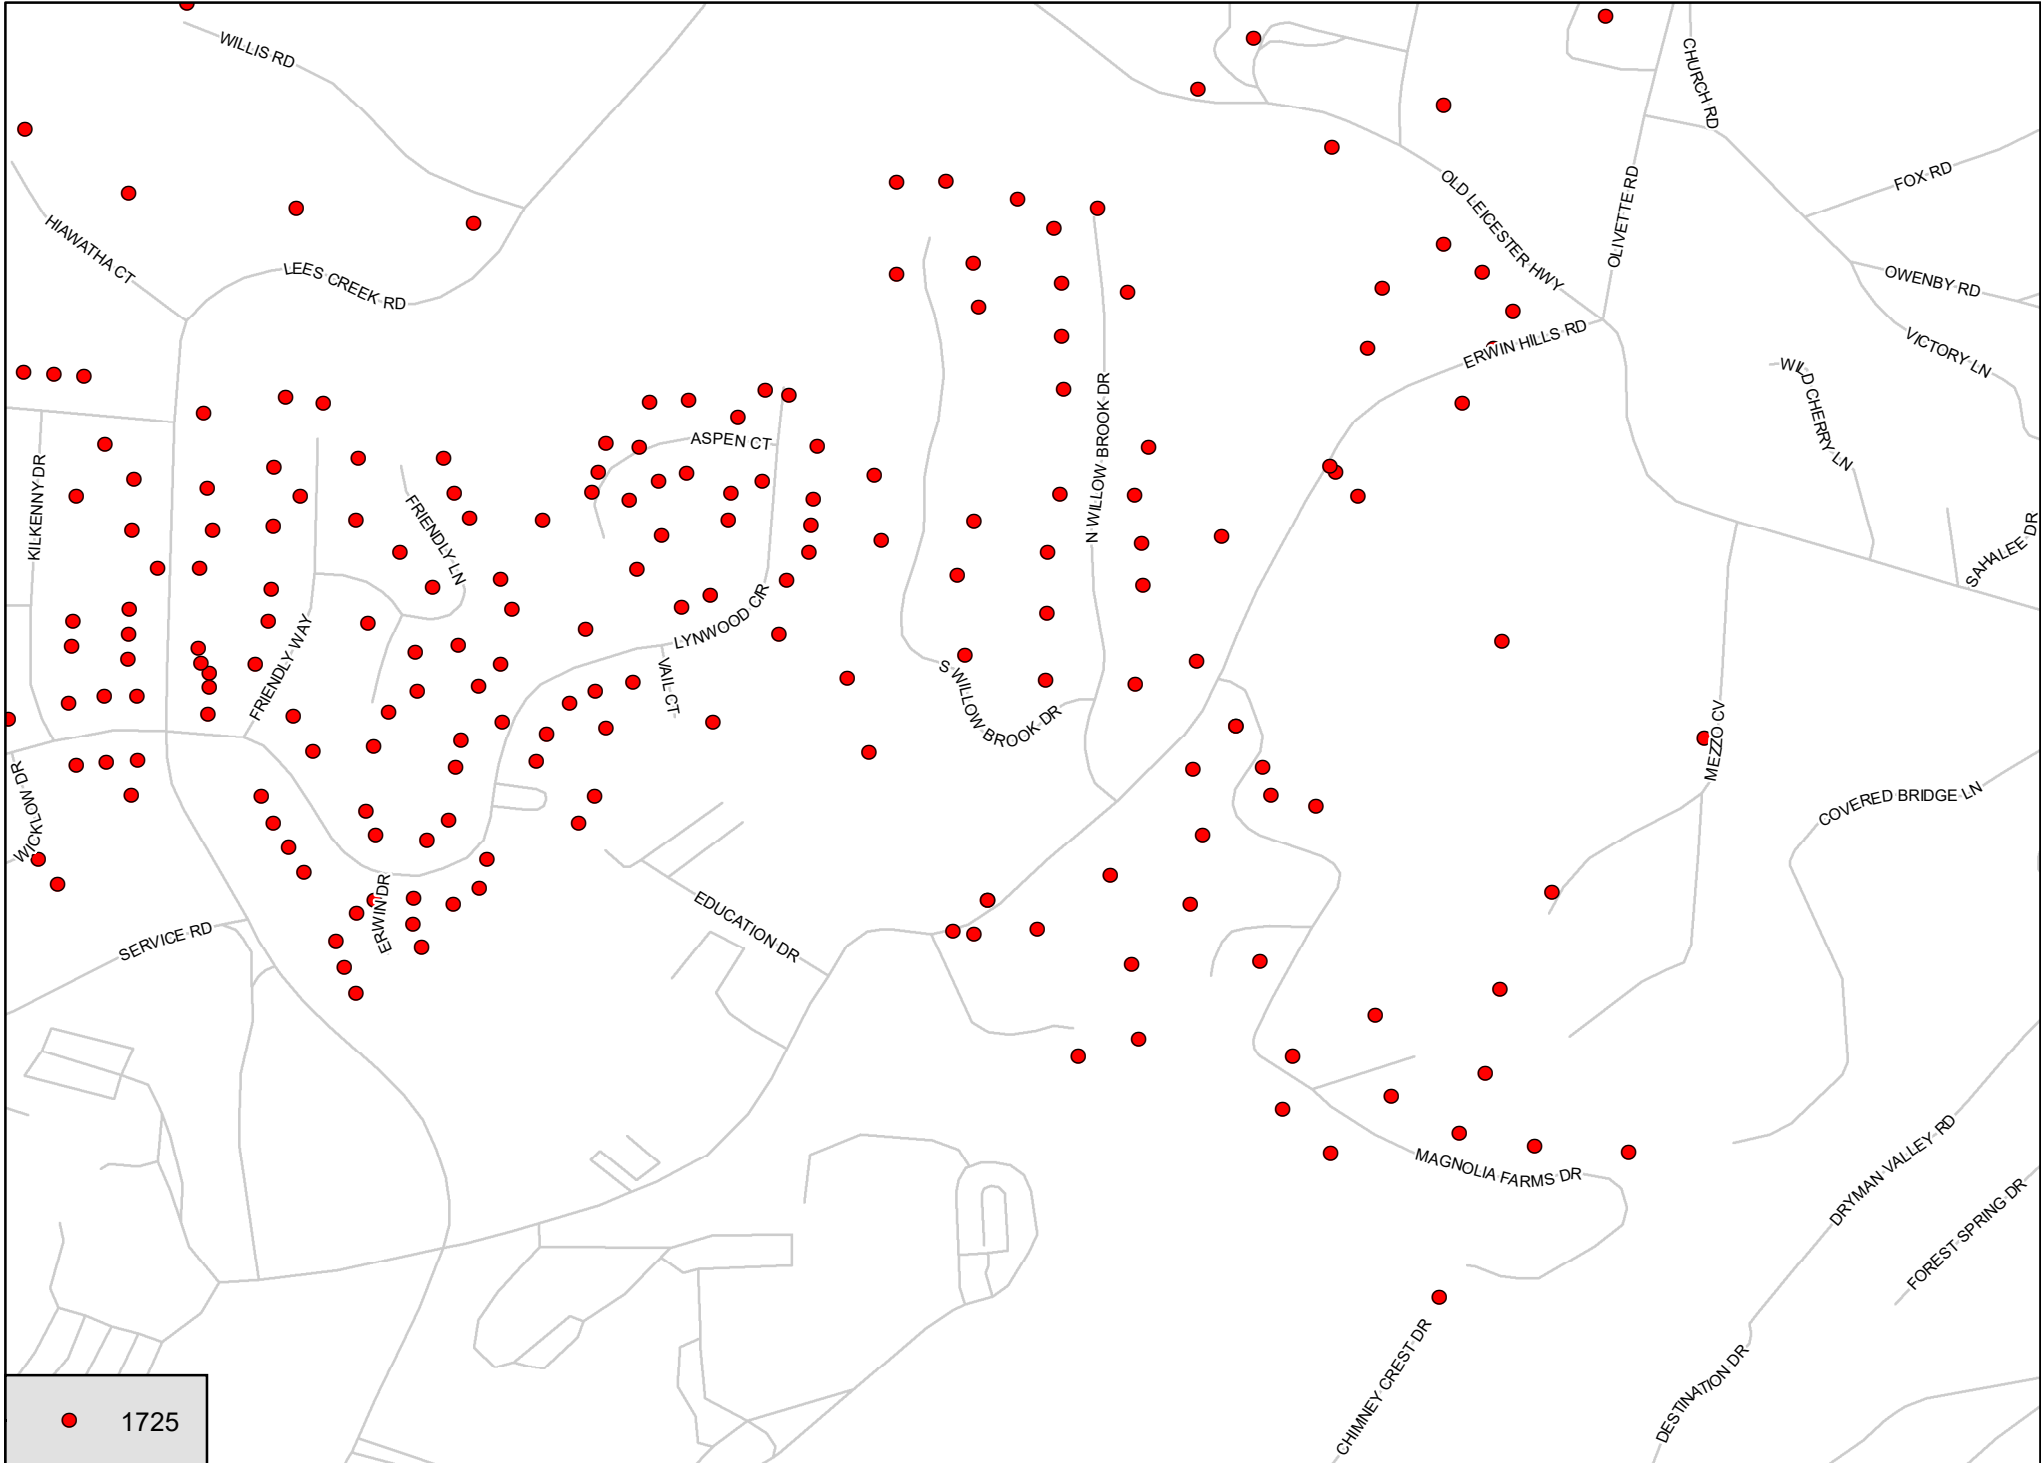 WILLIS RD
CHURCH RD
OLD LEICESTER HWY
OLIVETTE RD
FOX RD
HIAWATHA CT
LEES CREEK RD
OWENBY RD
ERWIN HILLS RD
VICTORY LN
WILD CHERRY LN
ASPEN CT
N WILLOW BROOK DR
KILKENNY DR
FRIENDLY LN
SAHALEE DR
LYNWOOD CR
FRIENDLY WAY
VAIL CT
S WILLOW BROOK DR
MEZZO CV
WICKLOW DR
COVERED BRIDGE LN
ERWIN DR
EDUCATION DR
SERVICE RD
MAGNOLIA FARMS DR
DRYMAN VALLEY RD
FOREST SPRING DR
CHIMNEY CREST DR
DESTINATION DR
1725